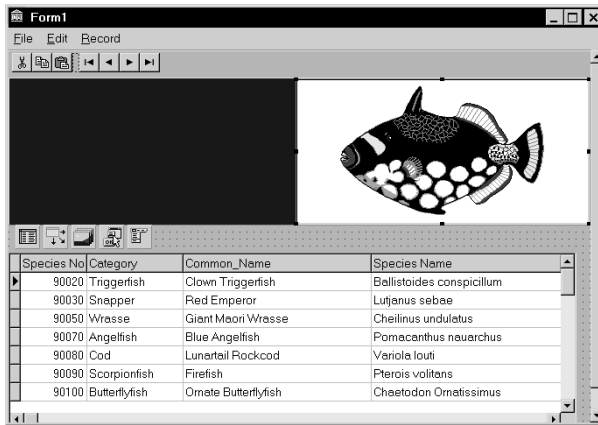 Form1
File Edit Record
Species No Category Common_Name Species Name
90020 Triggerfish Clown Triggerfish Ballistoides conspicillum
90030 Snapper Red Emperor Lutjanus sebae
90050 Wrasse Giant Maori Wrasse Cheilinus undulatus
90070 Angelfish Blue Angelfish Pomacanthus nauarchus
90080 Cod Lunartail Rockcod Variola louti
90090 Scorpionfish Firefish Pterois volitans
90100 Butterflyfish Ornate Butterflyfish Chaetodon Ornatissimus